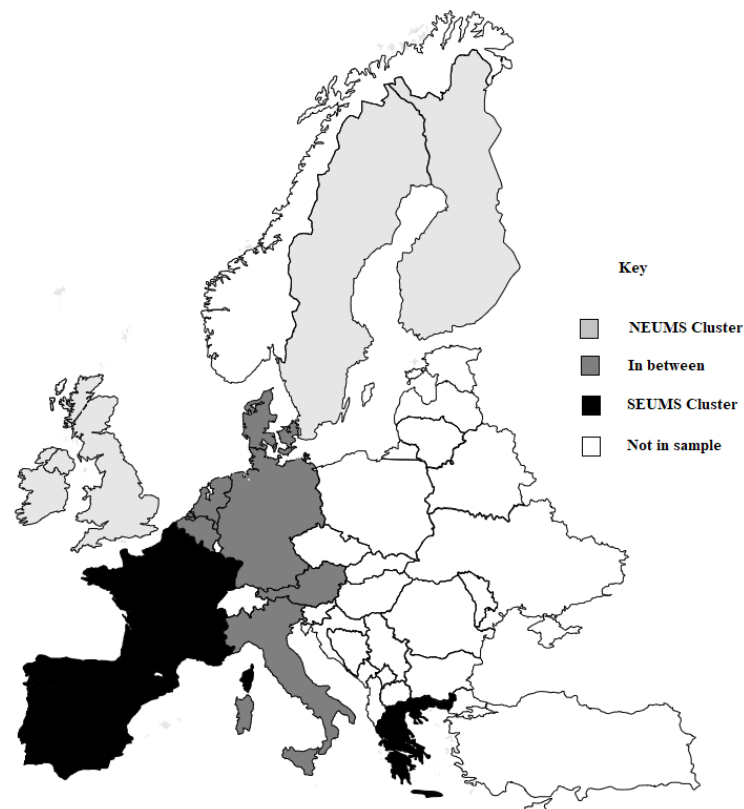 Key
NEUMS Cluster
In between
SEUMS Cluster
Not in sample